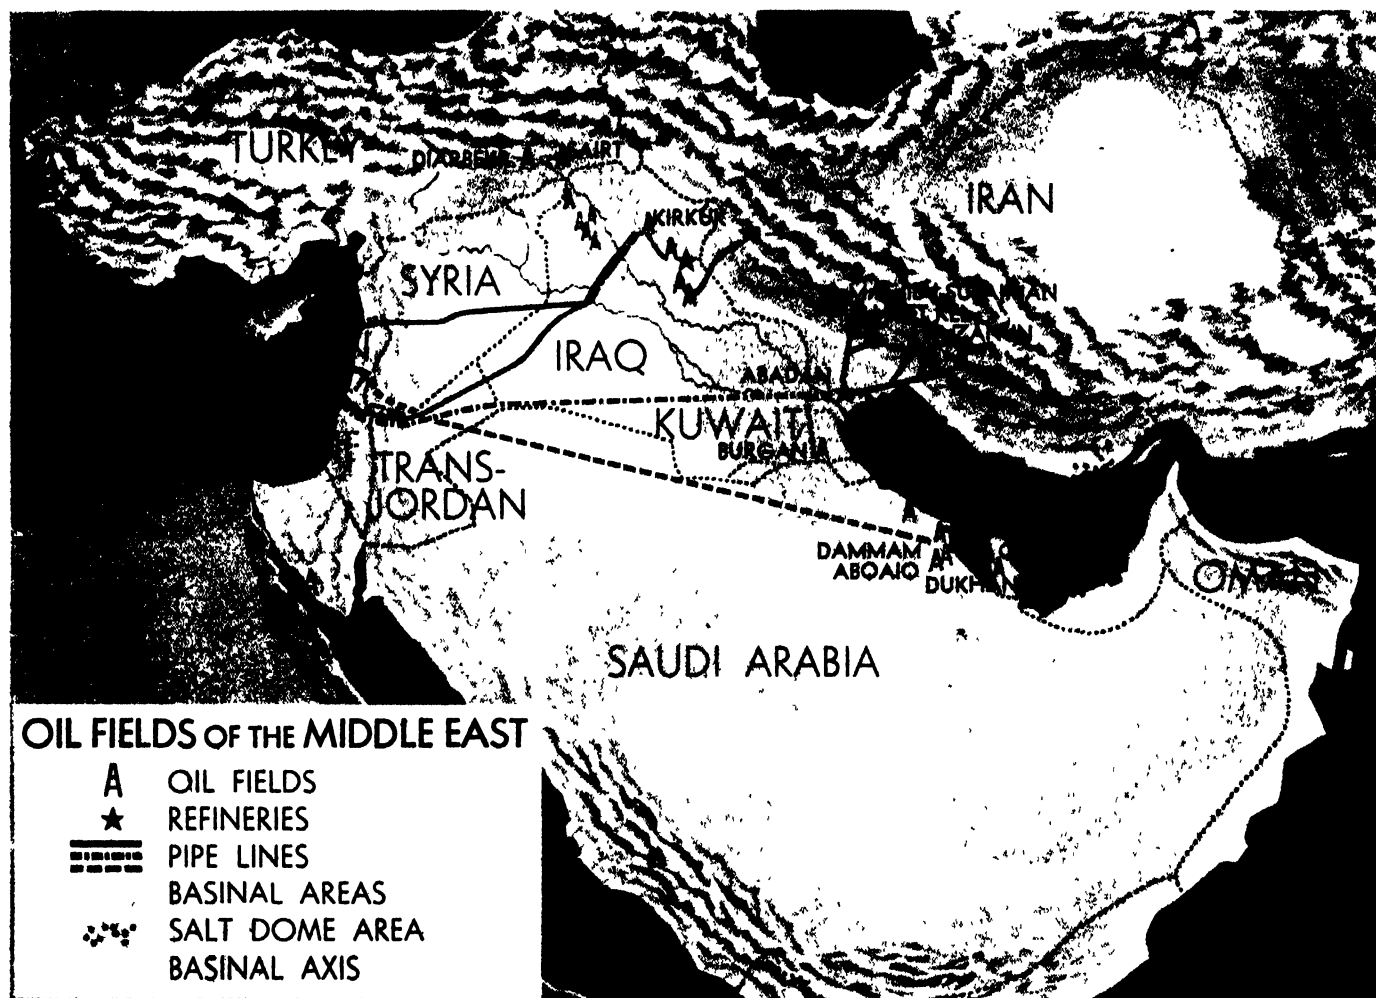 TURKEY
IRAN
KIRKUK
SYRIA
IRAQ
ABADAN
KUWAIT
BURGAN
TRANS-
JORDAN
DAMMAM
ABQAIQ
DUKHAN
OMAN
SAUDI ARABIA
OIL FIELDS OF THE MIDDLE EAST
OIL FIELDS
REFINERIES
PIPE LINES
BASINAL AREAS
SALT DOME AREA
BASINAL AXIS